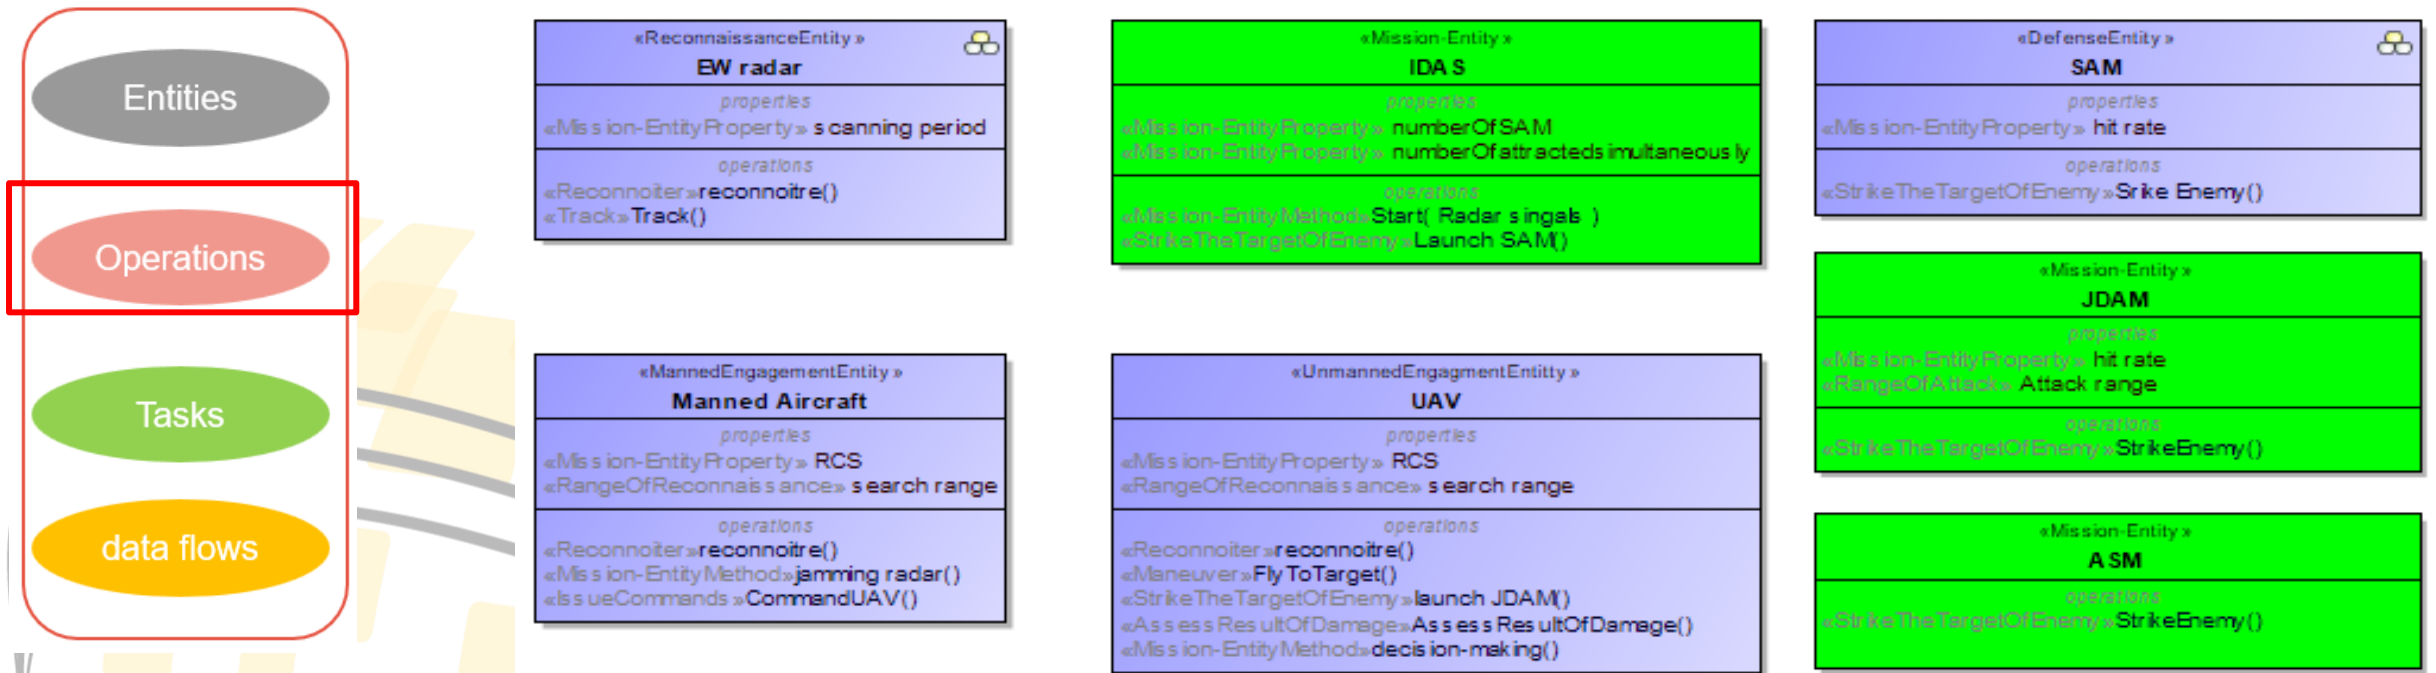 Entities
Operations
Tasks
data flows
«ReconnaissanceEntity»
EW radar
properties
«Mission-EntityProperty» scanning period
operations
«Reconnoiter»reconnoitre()
«Track»Track()
«Mission-Entity»
IDAS
properties
«Mission-EntityProperty» numberOfSAM
«Mission-EntityProperty» numberOfattractedsimultaneously
operations
«Mission-EntityMethod»Start( Radar singals )
«StrikeTheTargetOfEnemy»Launch SAM()
«DefenseEntity»
SAM
properties
«Mission-EntityProperty» hit rate
operations
«StrikeTheTargetOfEnemy»Srike Enemy()
«Mission-Entity»
JDAM
properties
«Mission-EntityProperty» hit rate
«RangeOfAttack» Attack range
operations
«StrikeTheTargetOfEnemy»StrikeEnemy()
«MannedEngagementEntity»
Manned Aircraft
properties
«Mission-EntityProperty» RCS
«RangeOfReconnaissance» search range
operations
«Reconnoiter»reconnoitre()
«Mission-EntityMethod»jamming radar()
«IssueCommands»CommandUAV()
«UnmannedEngagmentEntitty»
UAV
properties
«Mission-EntityProperty» RCS
«RangeOfReconnaissance» search range
operations
«Reconnoiter»reconnoitre()
«Maneuver»FlyToTarget()
«StrikeTheTargetOfEnemy»launch JDAM()
«AssessResultOfDamage»AssessResultOfDamage()
«Mission-EntityMethod»decision-making()
«Mission-Entity»
ASM
operations
«StrikeTheTargetOfEnemy»StrikeEnemy()